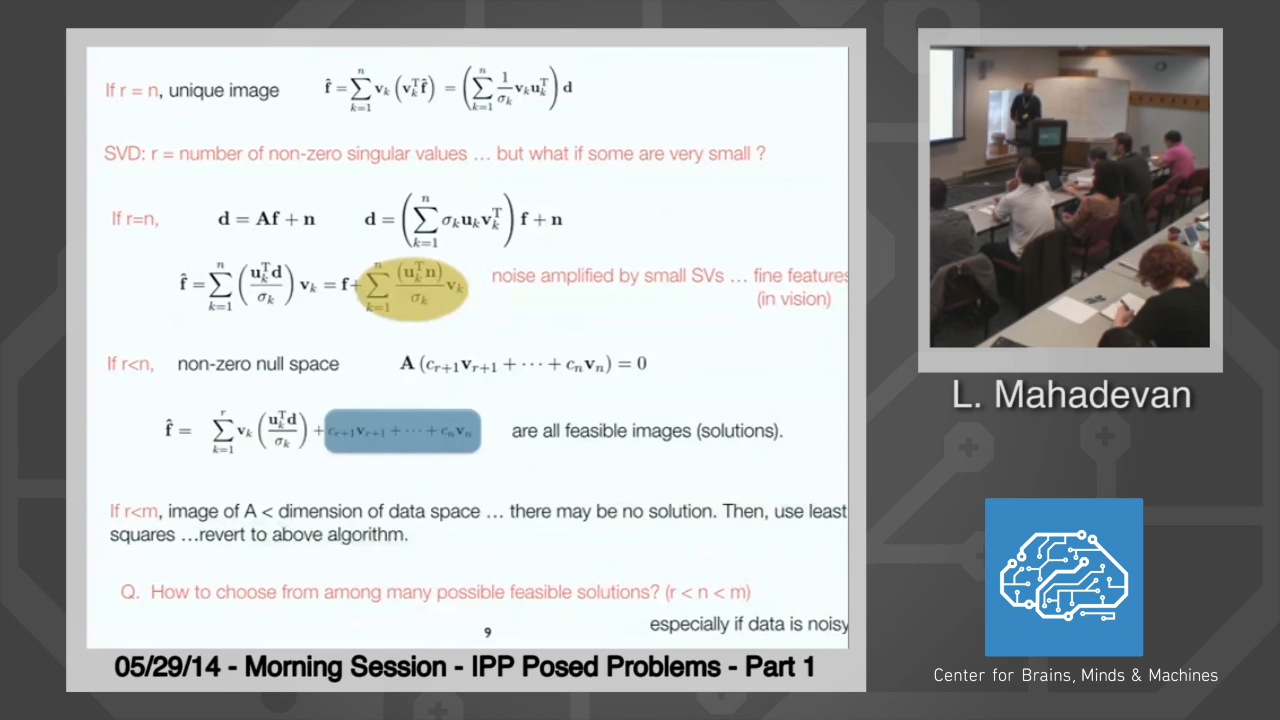 If r = n, unique image f̂ = ∑_{k=1}^{n} v_k (v_k^T f̂) = (∑_{k=1}^{n} 1/σ_k v_k u_k^T) d
SVD: r = number of non-zero singular values … but what if some are very small ?
If r=n, d = Af + n d = (∑_{k=1}^{n} σ_k u_k v_k^T) f + n
f̂ = ∑_{k=1}^{n} (u_k^T d / σ_k) v_k = f + ∑_{k=1}^{n} (u_k^T n) / σ_k v_k noise amplified by small SVs … fine features
(in vision)
If r<n, non-zero null space A (c_{r+1}v_{r+1} + ⋯ + c_n v_n) = 0
f̂ = ∑_{k=1}^{r} v_k (u_k^T d / σ_k) + c_{r+1}v_{r+1} + ⋯ + c_n v_n are all feasible images (solutions).
If r<m, image of A < dimension of data space … there may be no solution. Then, use least
squares …revert to above algorithm.
Q. How to choose from among many possible feasible solutions? (r < n < m)
especially if data is noisy
9
05/29/14 - Morning Session - IPP Posed Problems - Part 1
L. Mahadevan
Center for Brains, Minds & Machines